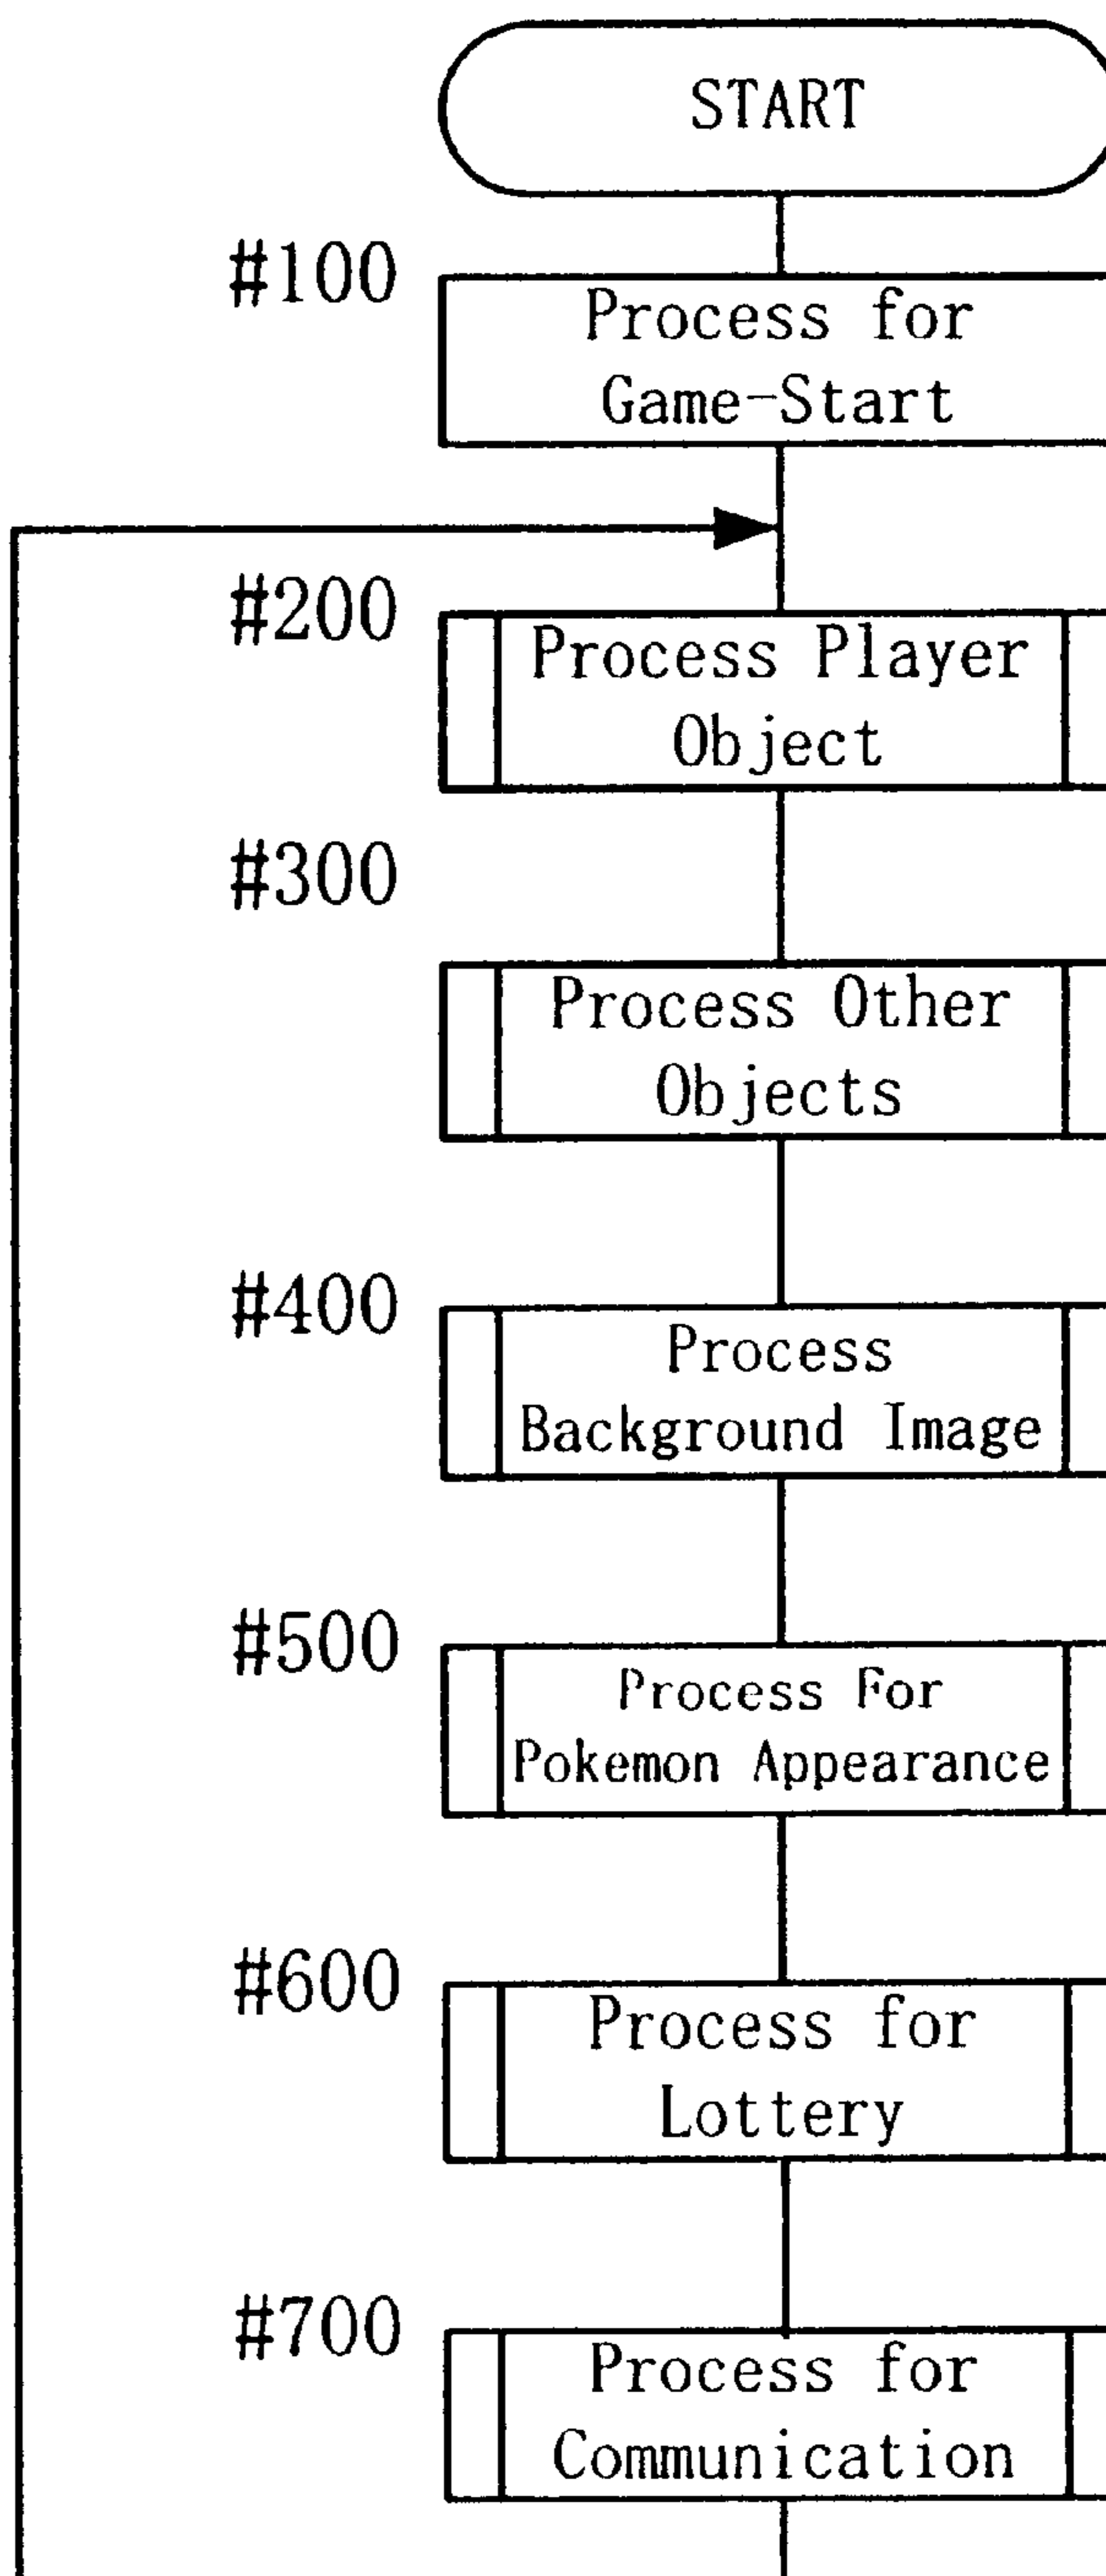 START
#100
Process for
Game-Start
#200
Process Player
Object
#300
Process Other
Objects
#400
Process
Background Image
#500
Process For
Pokemon Appearance
#600
Process for
Lottery
#700
Process for
Communication